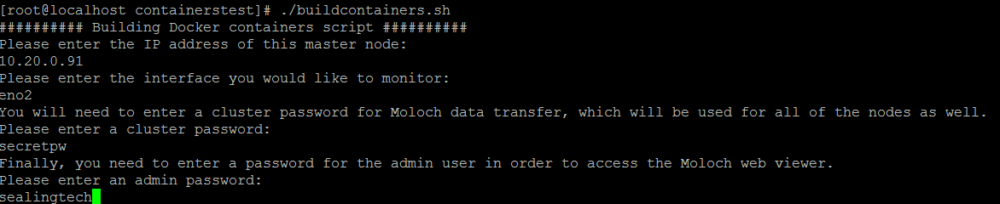 [root@localhost containerstest]# ./buildcontainers.sh
########## Building Docker containers script ##########
Please enter the IP address of this master node:
10.20.0.91
Please enter the interface you would like to monitor:
eno2
You will need to enter a cluster password for Moloch data transfer, which will be used for all of the nodes as well.
Please enter a cluster password:
secretpw
Finally, you need to enter a password for the admin user in order to access the Moloch web viewer.
Please enter an admin password:
sealingtech